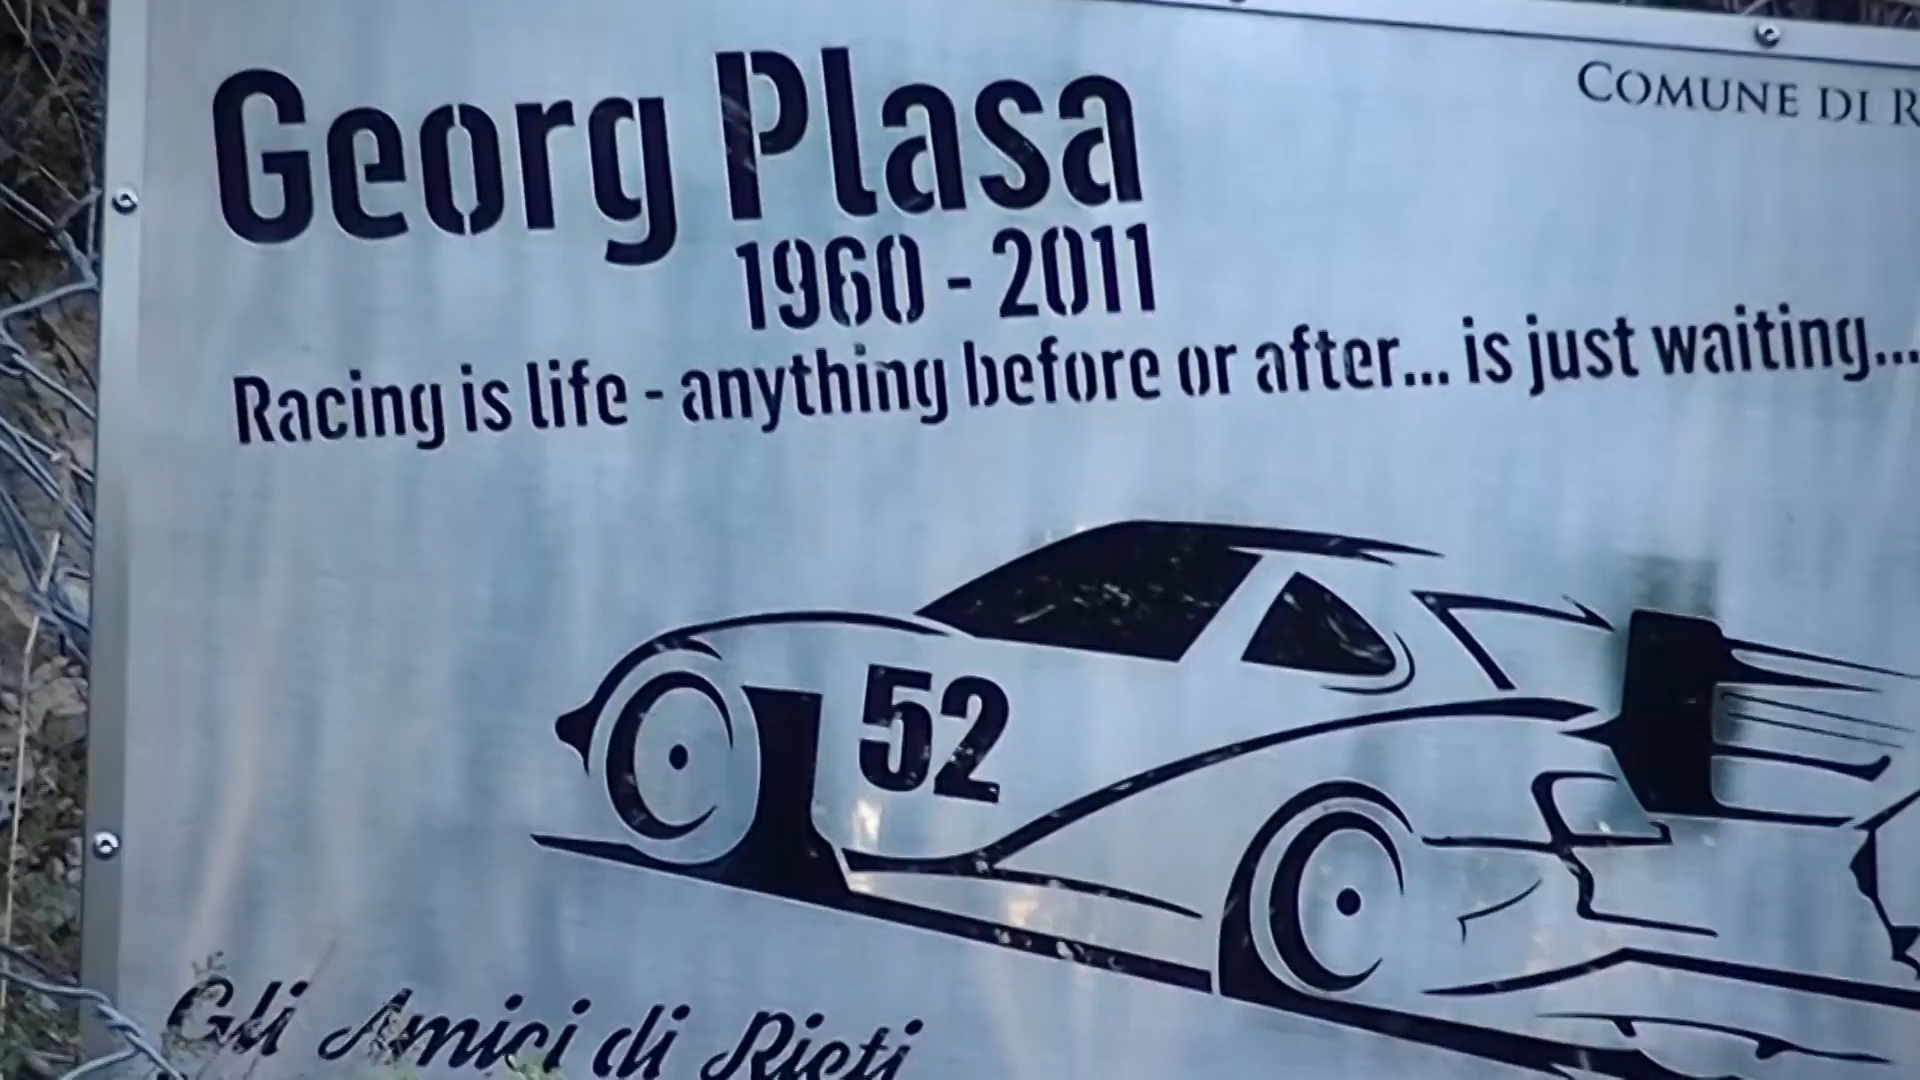 Georg Plasa
COMUNE DI R
1960 - 2011
Racing is life - anything before or after... is just waiting...
52
Gli Amici di Rieti